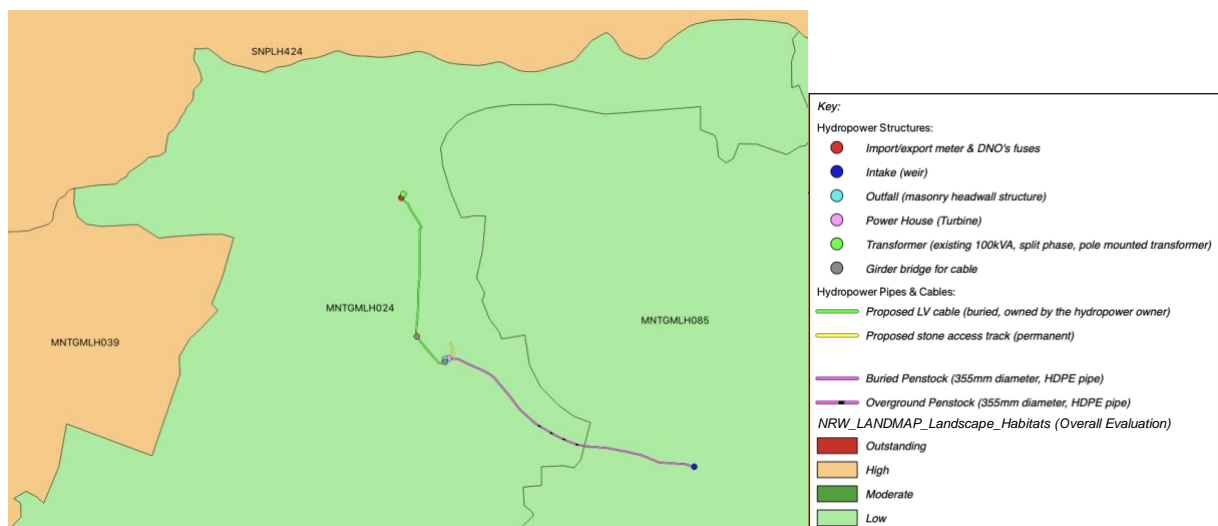 SNPLH424
MNTGMLH024
MNTGMLH085
MNTGMLH039
Key:
Hydropower Structures:
Import/export meter & DNO's fuses
Intake (weir)
Outfall (masonry headwall structure)
Power House (Turbine)
Transformer (existing 100kVA, split phase, pole mounted transformer)
Girder bridge for cable
Hydropower Pipes & Cables:
Proposed LV cable (buried, owned by the hydropower owner)
Proposed stone access track (permanent)
Buried Penstock (355mm diameter, HDPE pipe)
Overground Penstock (355mm diameter, HDPE pipe)
NRW_LANDMAP_Landscape_Habitats (Overall Evaluation)
Outstanding
High
Moderate
Low